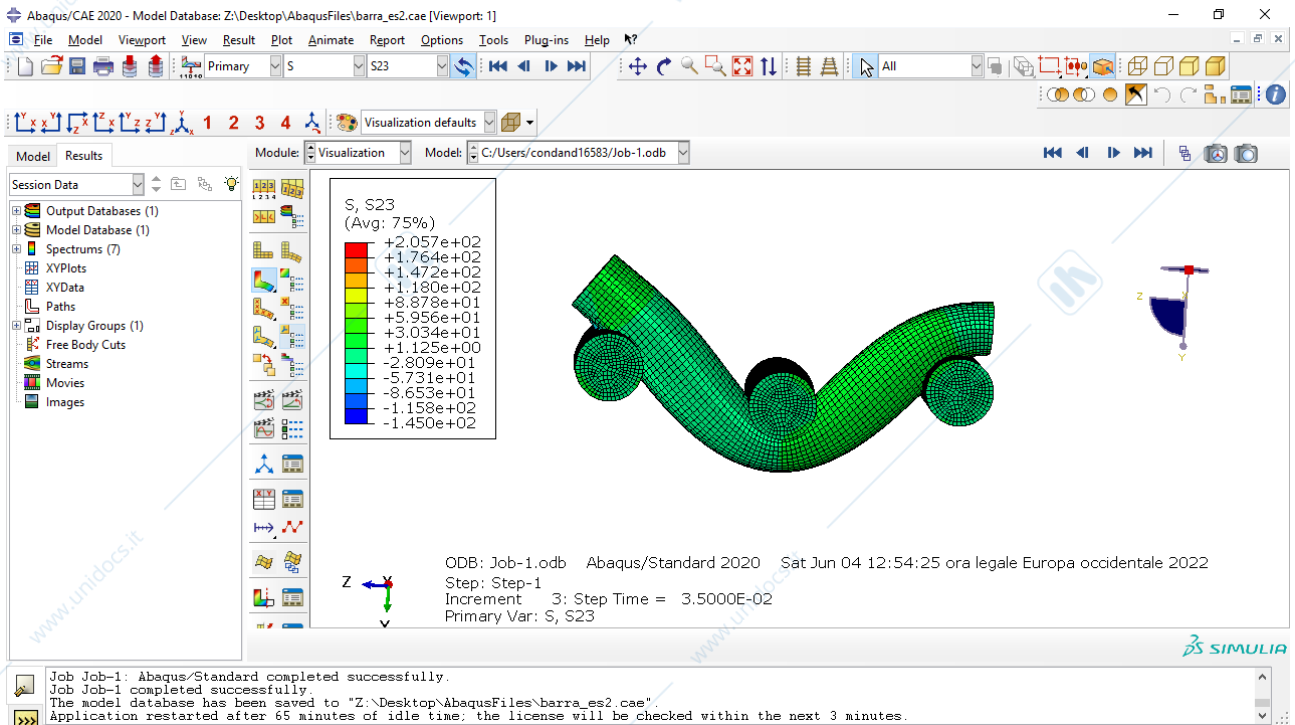 Abaqus/CAE 2020 - Model Database: Z:\Desktop\AbaqusFiles\barra_es2.cae [Viewport: 1]
File Model Viewport View Result Plot Animate Report Options Tools Plug-ins Help
Primary S S23 All
1 2 3 4 Visualization defaults
Model Results Module: Visualization Model: C:/Users/condand16583/Job-1.odb
Session Data
Output Databases (1)
Model Database (1)
Spectrums (7)
XYPlots
XYData
Paths
Display Groups (1)
Free Body Cuts
Streams
Movies
Images
S, S23
(Avg: 75%)
+2.057e+02
+1.764e+02
+1.472e+02
+1.180e+02
+8.878e+01
+5.956e+01
+3.034e+01
+1.125e+00
-2.809e+01
-5.731e+01
-8.653e+01
-1.158e+02
-1.450e+02
Z
Y
Z X
Y
ODB: Job-1.odb Abaqus/Standard 2020 Sat Jun 04 12:54:25 ora legale Europa occidentale 2022
Step: Step-1
Increment 3: Step Time = 3.5000E-02
Primary Var: S, S23
SIMULIA
Job Job-1: Abaqus/Standard completed successfully.
Job Job-1 completed successfully.
The model database has been saved to "Z:\Desktop\AbaqusFiles\barra_es2.cae".
Application restarted after 65 minutes of idle time; the license will be checked within the next 3 minutes.
www.unidocs.it
www.unidocs.it